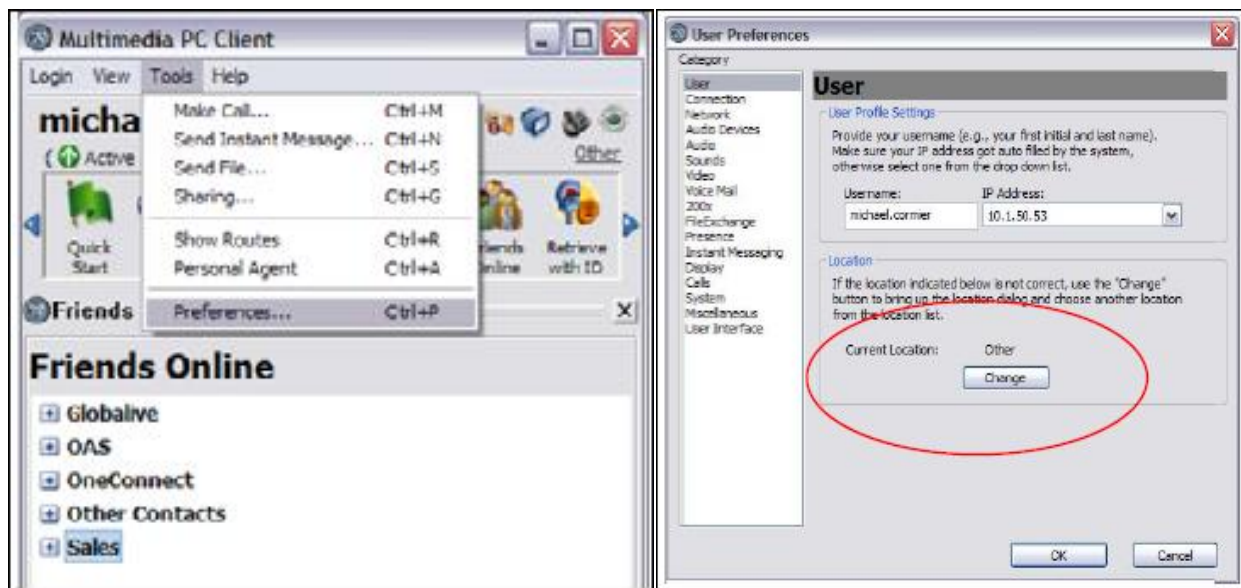 Multimedia PC Client
Login View Tools Help
micha
Active
Other
Make Call... Ctrl+M
Send Instant Message... Ctrl+N
Send File... Ctrl+S
Sharing... Ctrl+G
Show Routes Ctrl+R
Personal Agent Ctrl+A
Preferences... Ctrl+P
Quick
Start
Retrieve
with ID
Friends
Friends Online
Globalive
OAS
OneConnect
Other Contacts
Sales
User Preferences
Category
User
Connection
Network
Audio Devices
Audio
Sounds
Video
Voice Mail
200x
FileExchange
Presence
Instant Messaging
Display
Calls
System
Miscellaneous
User Interface
User
User Profile Settings
Provide your username (e.g., your first initial and last name).
Make sure your IP address got auto filled by the system,
otherwise select one from the drop down list.
Username: IP Address:
michael.cormier 10.1.50.53
Location
If the location indicated below is not correct, use the "Change"
button to bring up the location dialog and choose another location
from the location list.
Current Location: Other
Change
OK Cancel